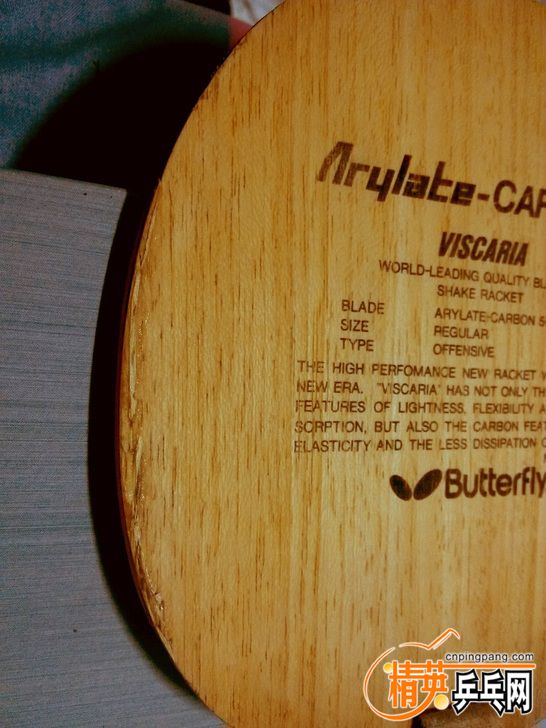 Arylate-CAR
VISCARIA
WORLD-LEADING QUALITY BL
SHAKE RACKET
BLADE ARYLATE-CARBON 5
SIZE REGULAR
TYPE OFFENSIVE
THE HIGH PERFOMANCE NEW RACKET W
NEW ERA. "VISCARIA" HAS NOT ONLY TH
FEATURES OF LIGHTNESS, FLEXIBILITY A
SORPTION, BUT ALSO THE CARBON FEAT
ELASTICITY AND THE LESS DISSIPATION O
Butterfly
cnpingpang.com
精英乒乓网